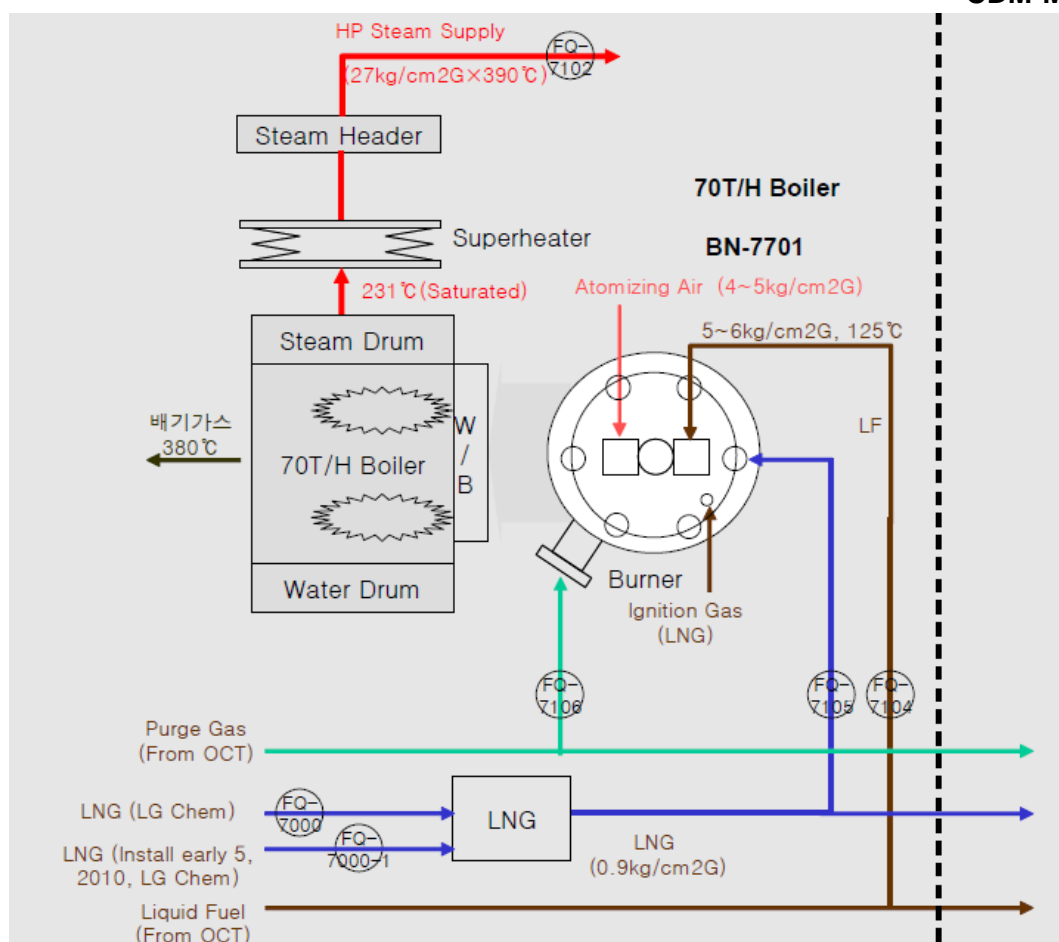 HP Steam Supply
FQ-
7102
(27kg/cm2G×390℃)
Steam Header
70T/H Boiler
Superheater
BN-7701
231℃(Saturated)
Atomizing Air (4~5kg/cm2G)
5~6kg/cm2G, 125℃
Steam Drum
배기가스
380℃
W
/
B
LF
70T/H Boiler
Water Drum
Burner
Ignition Gas
(LNG)
FQ-
7106
FQ-
7105
FQ-
7104
Purge Gas
(From OCT)
LNG (LG Chem)
FQ-
7000
LNG
LNG (Install early 5,
2010, LG Chem)
FQ-
7000-1
LNG
(0.9kg/cm2G)
Liquid Fuel
(From OCT)